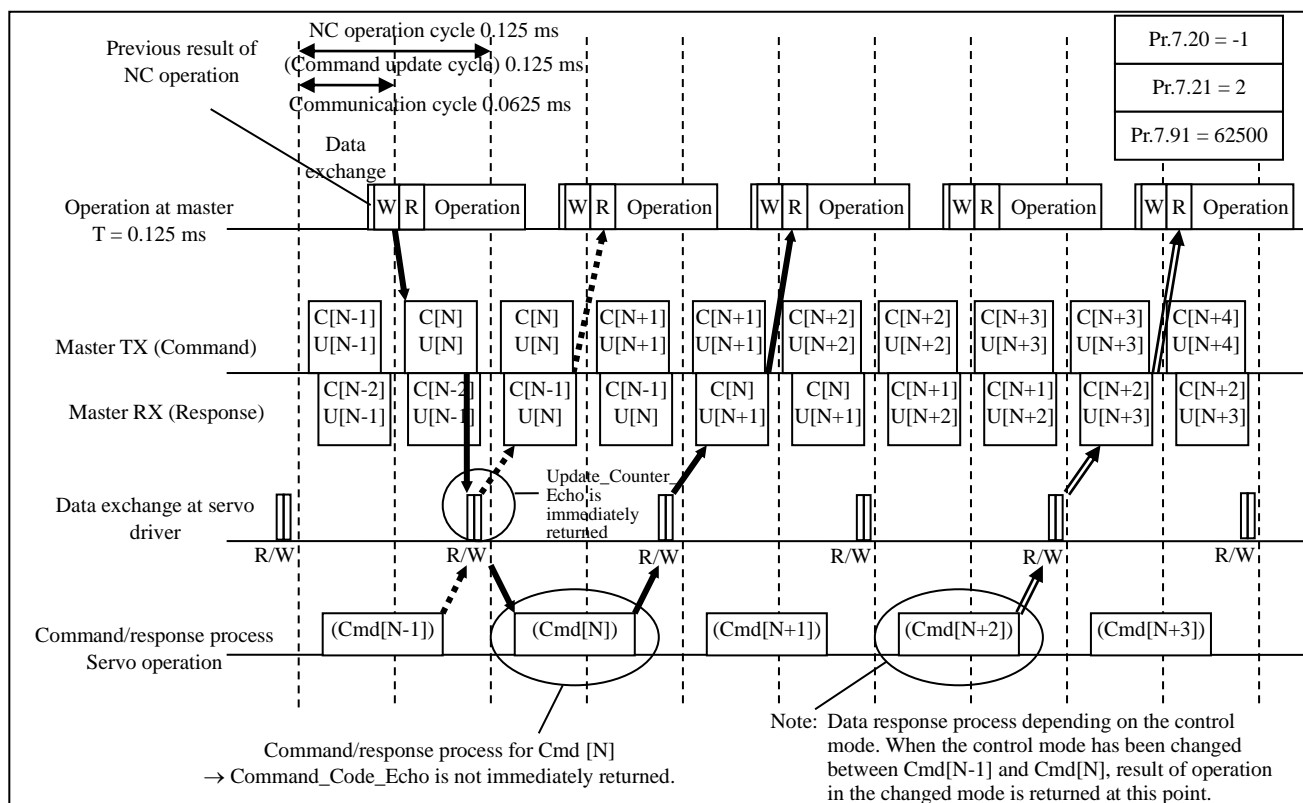 NC operation cycle 0.125 ms
(Command update cycle) 0.125 ms
Communication cycle 0.0625 ms
Previous result of
NC operation
Pr.7.20 = -1
Pr.7.21 = 2
Pr.7.91 = 62500
Data
exchange
Operation at master
T = 0.125 ms
W R Operation
W R Operation
W R Operation
W R Operation
W R Operation
Master TX (Command)
C[N-1] C[N] C[N] C[N+1] C[N+1] C[N+2] C[N+2] C[N+3] C[N+3] C[N+4]
U[N-1] U[N] U[N] U[N+1] U[N+1] U[N+2] U[N+2] U[N+3] U[N+3] U[N+4]
Master RX (Response)
C[N-2] C[N-2] C[N-1] C[N-1] C[N] C[N] C[N+1] C[N+1] C[N+2] C[N+2]
U[N-1] U[N-1] U[N] U[N] U[N+1] U[N+1] U[N+2] U[N+2] U[N+3] U[N+3]
Data exchange at servo
driver
Update_Counter_
Echo is
immediately
returned
R/W R/W R/W R/W R/W R/W
Command/response process
Servo operation
(Cmd[N-1]) (Cmd[N]) (Cmd[N+1]) (Cmd[N+2]) (Cmd[N+3])
Command/response process for Cmd [N]
→ Command_Code_Echo is not immediately returned.
Note: Data response process depending on the control
mode. When the control mode has been changed
between Cmd[N-1] and Cmd[N], result of operation
in the changed mode is returned at this point.